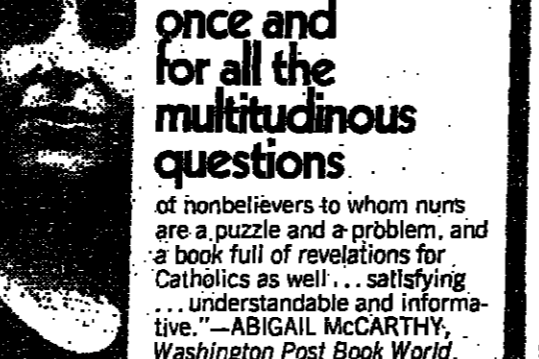 once and
for all the
multitudinous
questions
of nonbelievers to whom nuns
are a puzzle and a problem, and
a book full of revelations for
Catholics as well ... satisfying
... understandable and informa-
tive."—ABIGAIL McCARTHY,
Washington Post Book World